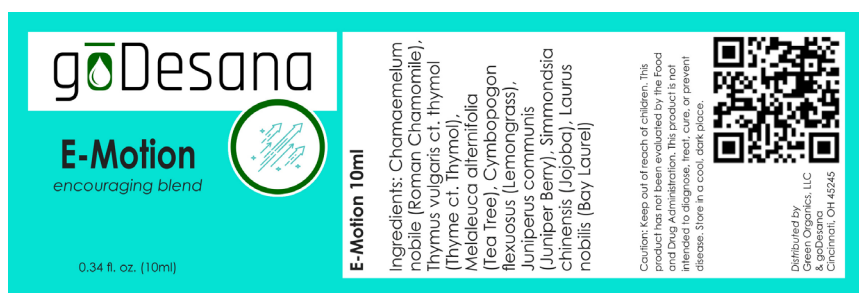 gōDesana
E-Motion
encouraging blend
0.34 fl. oz. (10ml)
E-Motion 10ml
Ingredients: Chamaemelum
nobile (Roman Chamomile),
Thymus vulgaris ct. thymol
(Thyme ct. Thymol),
Melaleuca alternifolia
(Tea Tree), Cymbopogon
flexuosus (Lemongrass),
Juniperus communis
(Juniper Berry), Simmondsia
chinensis (Jojoba), Laurus
nobilis (Bay Laurel)
Caution: Keep out of reach of children. This
product has not been evaluated by the Food
and Drug Administration. This product is not
intended to diagnose, treat, cure, or prevent
disease. Store in a cool, dark place.
Distributed by
Green Organics, LLC
& goDesana
Cincinnati, OH 45245